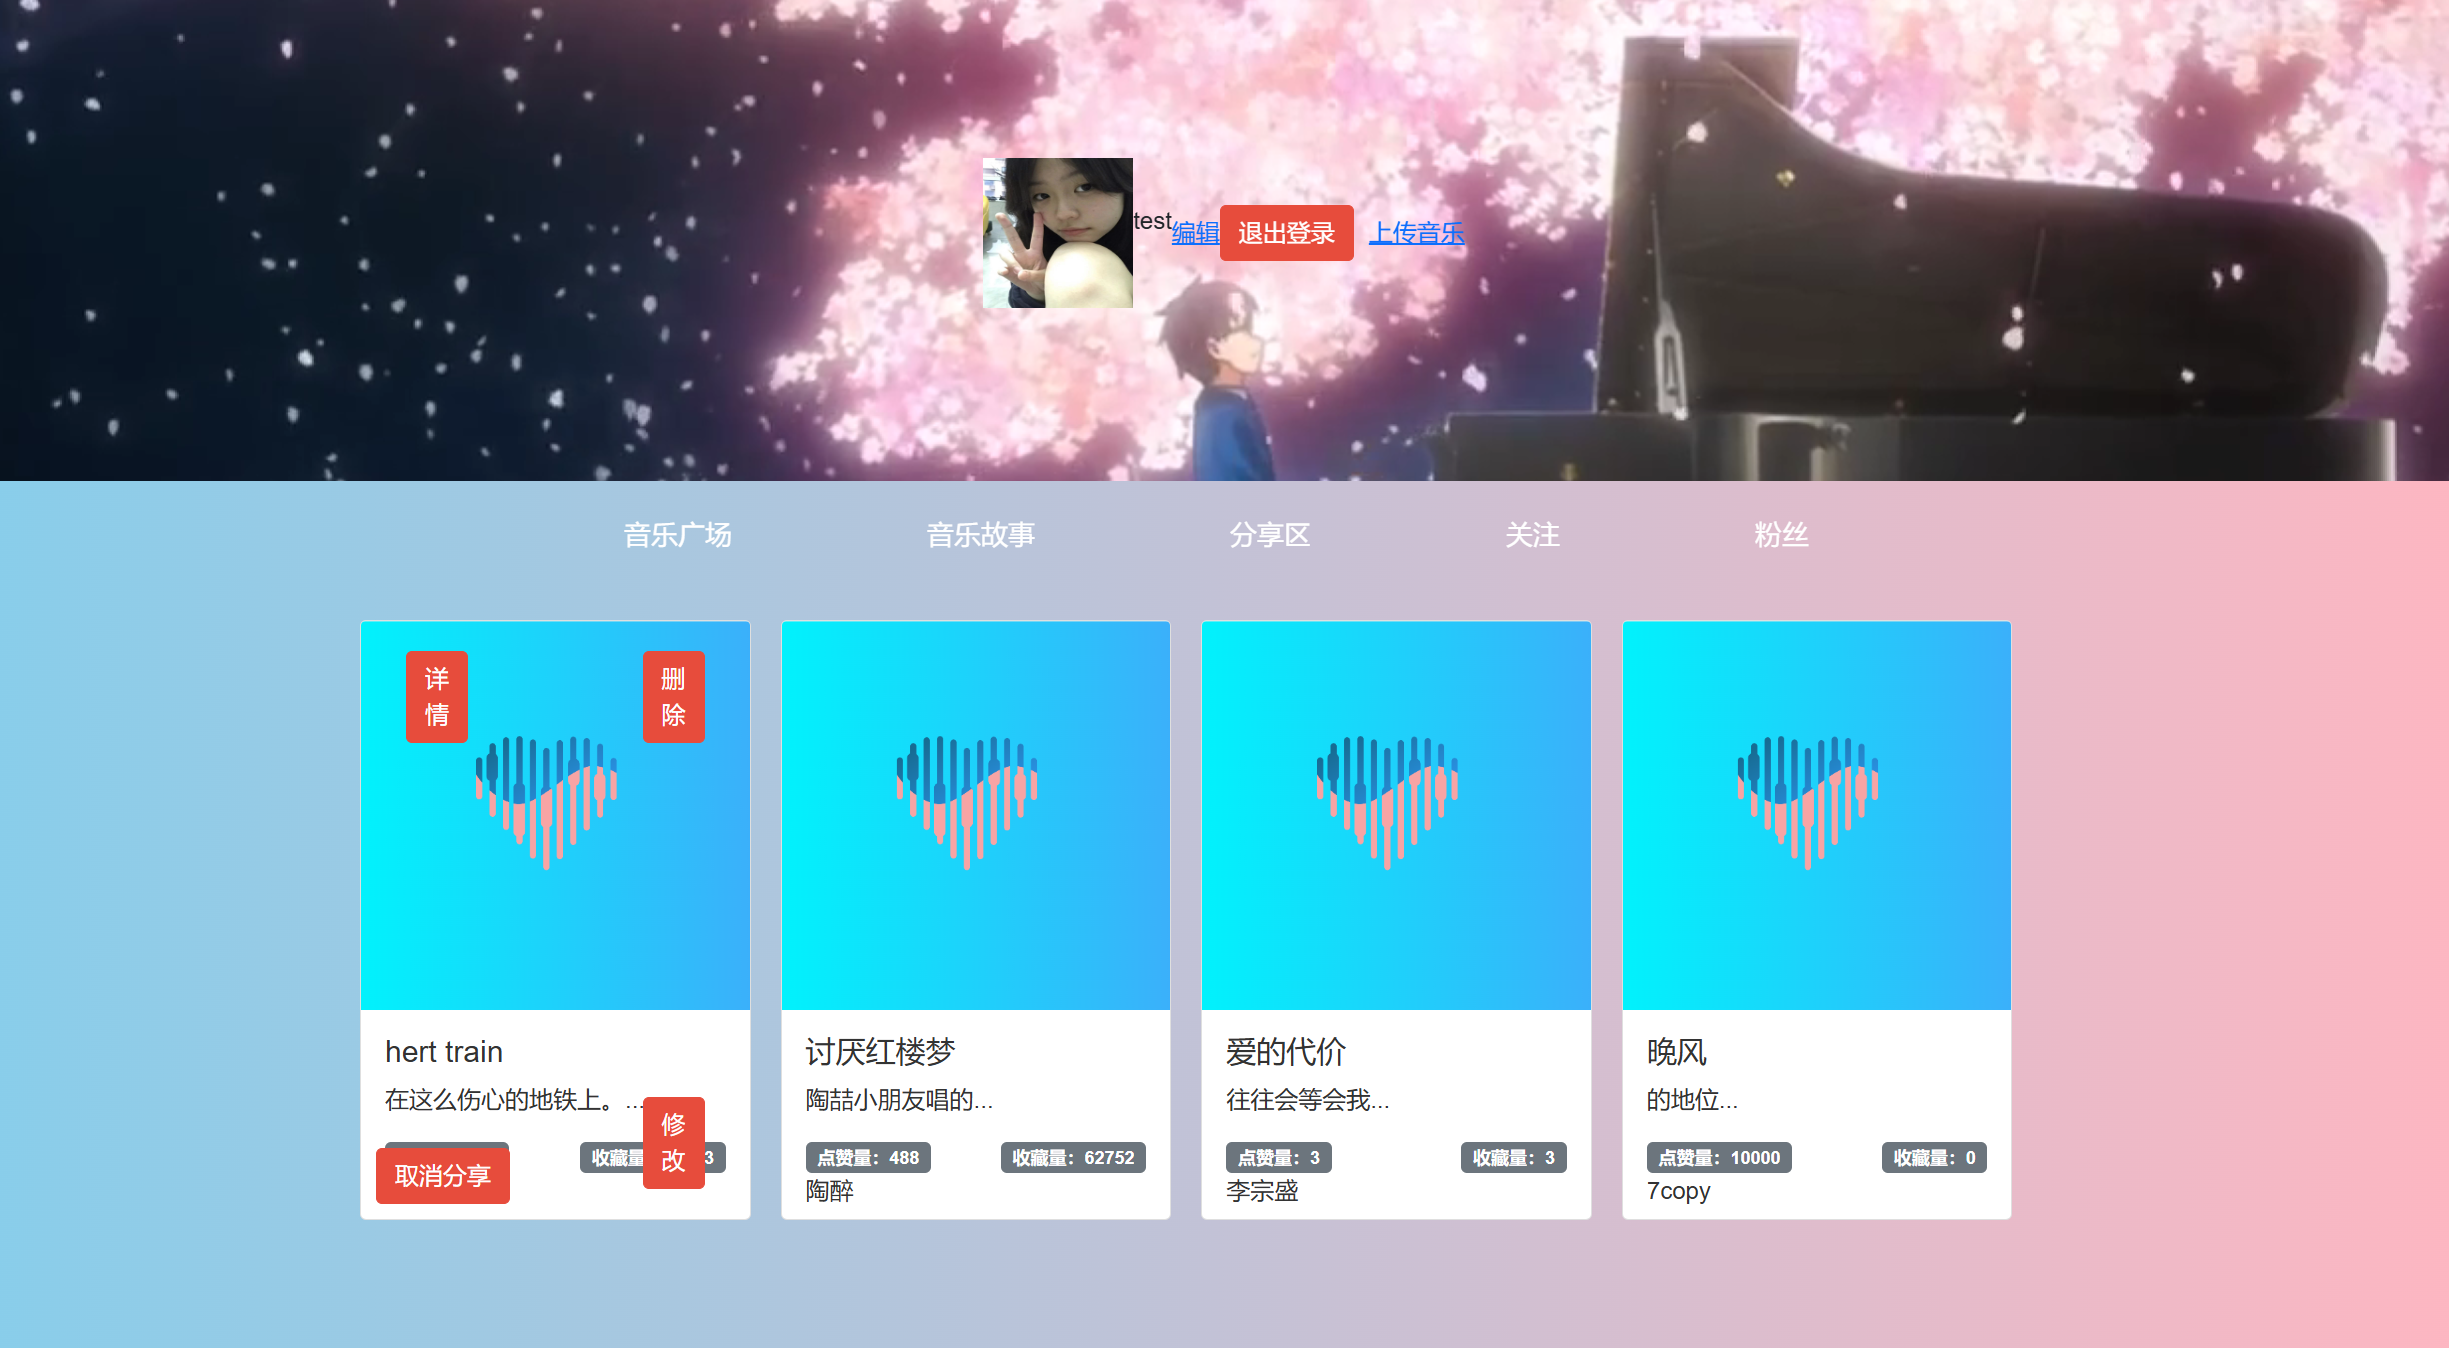 test
编辑 退出登录 上传音乐
音乐广场 音乐故事 分享区 关注 粉丝
详情
删除
hert train
在这么伤心的地铁上。...
收藏量 3
修改
取消分享
讨厌红楼梦
陶喆小朋友唱的...
点赞量：488 收藏量：62752
陶醉
爱的代价
往往会等会我...
点赞量：3 收藏量：3
李宗盛
晚风
的地位...
点赞量：10000 收藏量：0
7copy